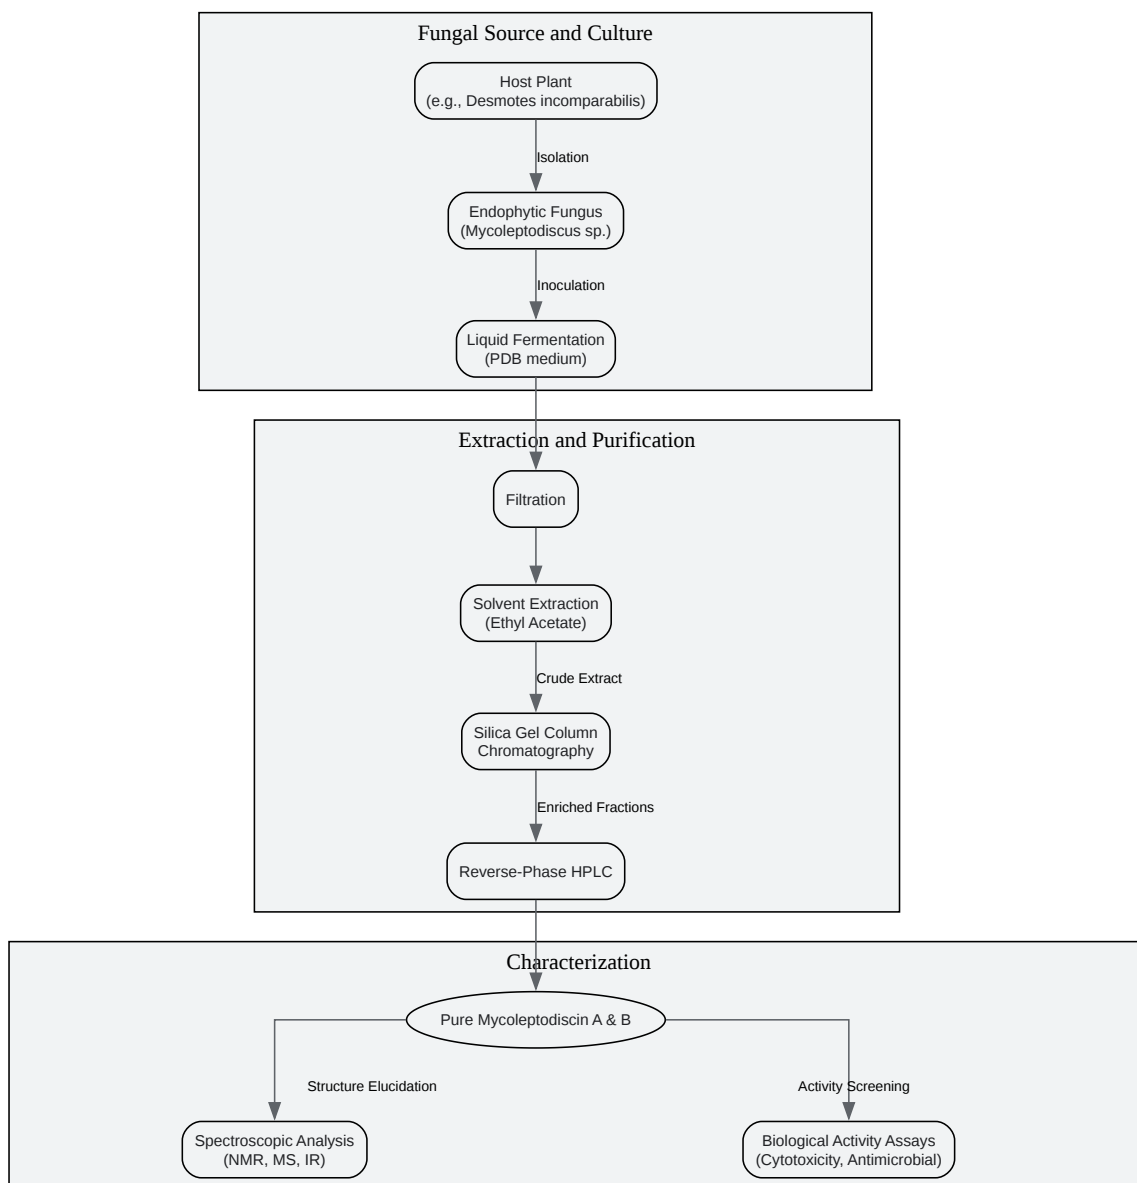 Fungal Source and Culture
Host Plant
(e.g., Desmotes incomparabilis)
Isolation
Endophytic Fungus
(Mycoleptodiscus sp.)
Inoculation
Liquid Fermentation
(PDB medium)
Extraction and Purification
Filtration
Solvent Extraction
(Ethyl Acetate)
Crude Extract
Silica Gel Column
Chromatography
Enriched Fractions
Reverse-Phase HPLC
Characterization
Pure Mycoleptodiscin A & B
Structure Elucidation
Activity Screening
Spectroscopic Analysis
(NMR, MS, IR)
Biological Activity Assays
(Cytotoxicity, Antimicrobial)